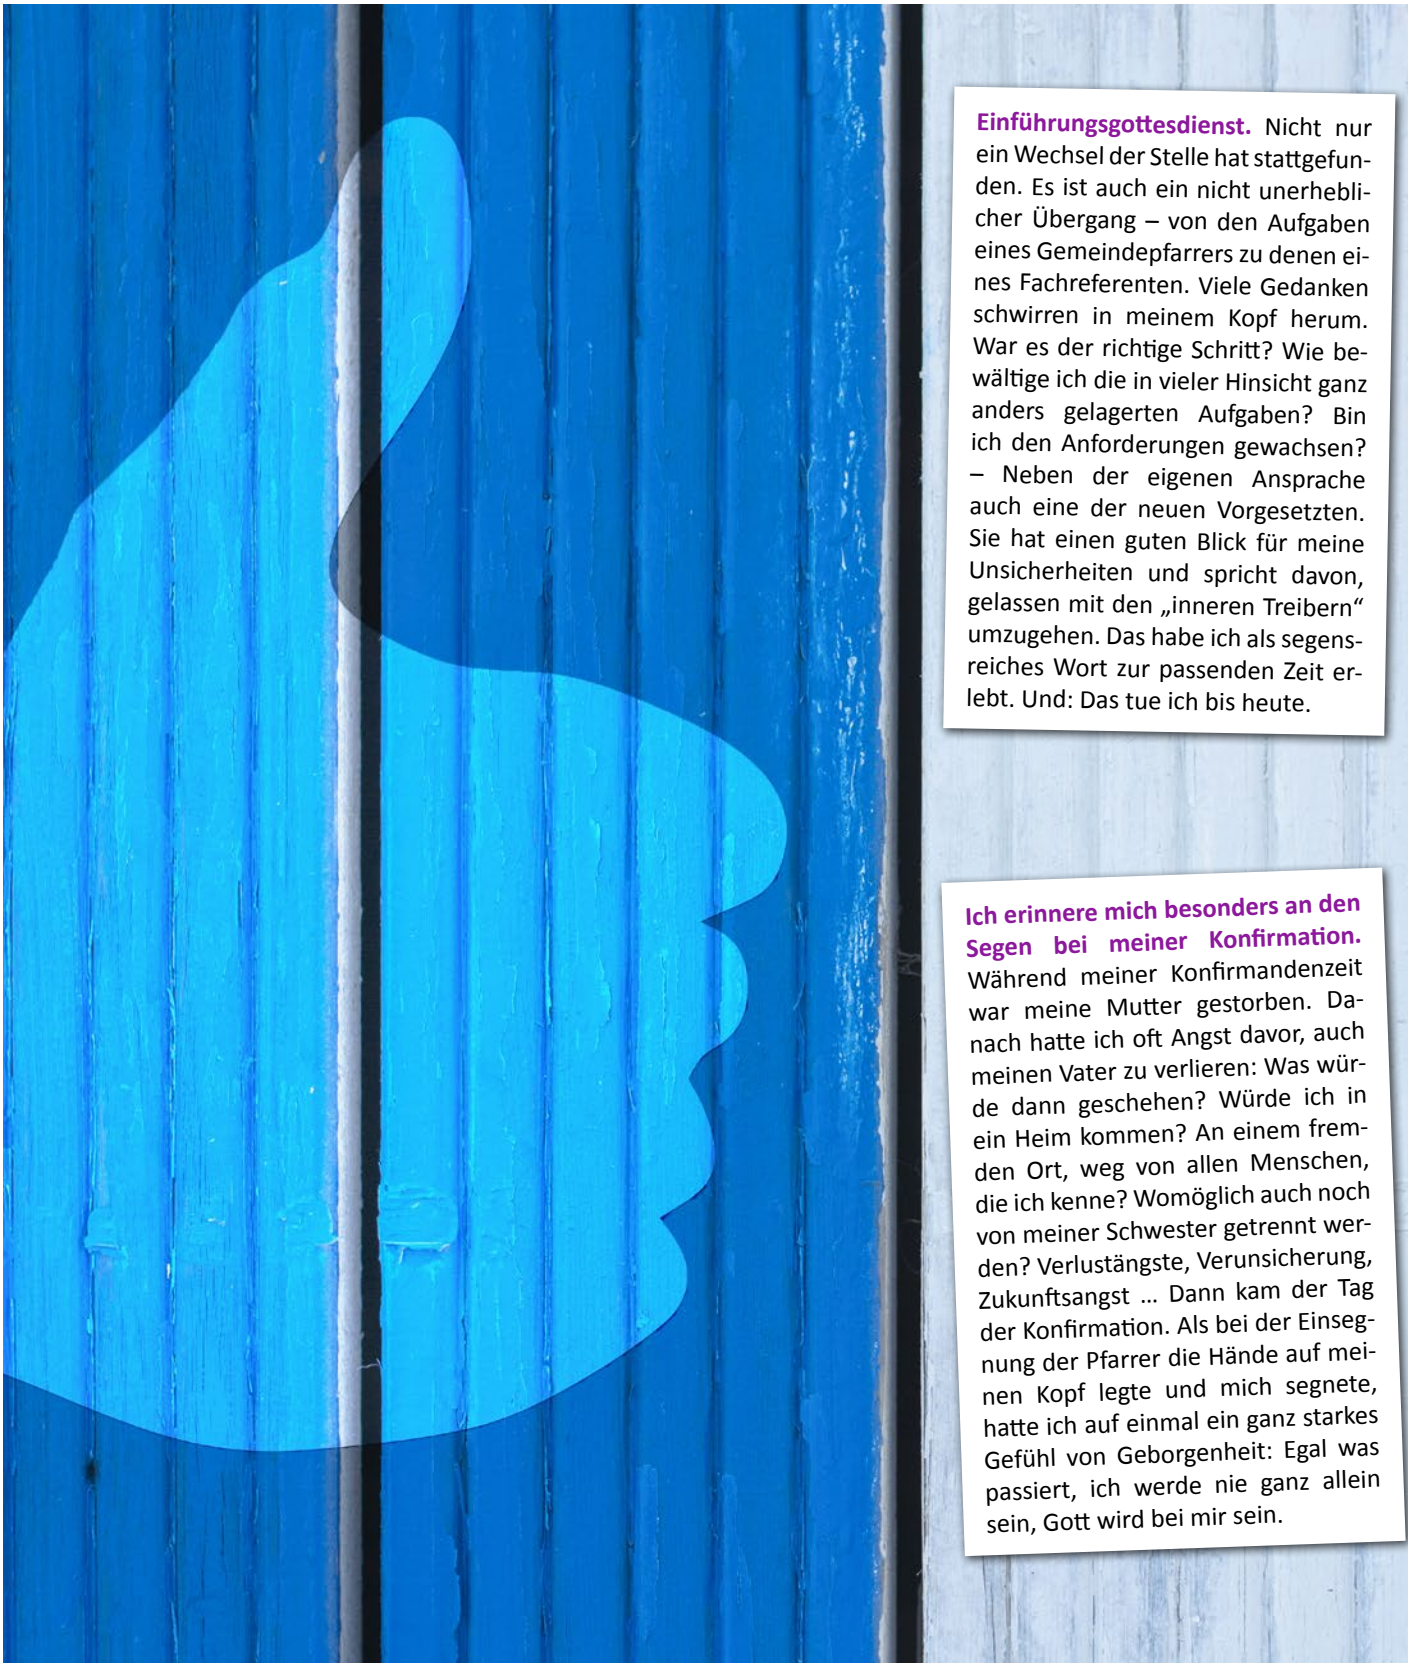 Einführungsgottesdienst. Nicht nur
ein Wechsel der Stelle hat stattgefun-
den. Es ist auch ein nicht unerhebli-
cher Übergang – von den Aufgaben
eines Gemeindepfarrers zu denen ei-
nes Fachreferenten. Viele Gedanken
schwirren in meinem Kopf herum.
War es der richtige Schritt? Wie be-
wältige ich die in vieler Hinsicht ganz
anders gelagerten Aufgaben? Bin
ich den Anforderungen gewachsen?
– Neben der eigenen Ansprache
auch eine der neuen Vorgesetzten.
Sie hat einen guten Blick für meine
Unsicherheiten und spricht davon,
gelassen mit den „inneren Treibern“
umzugehen. Das habe ich als segens-
reiches Wort zur passenden Zeit er-
lebt. Und: Das tue ich bis heute.
Ich erinnere mich besonders an den
Segen bei meiner Konfirmation.
Während meiner Konfirmandenzeit
war meine Mutter gestorben. Da-
nach hatte ich oft Angst davor, auch
meinen Vater zu verlieren: Was wür-
de dann geschehen? Würde ich in
ein Heim kommen? An einem frem-
den Ort, weg von allen Menschen,
die ich kenne? Womöglich auch noch
von meiner Schwester getrennt wer-
den? Verlustängste, Verunsicherung,
Zukunftsangst ... Dann kam der Tag
der Konfirmation. Als bei der Einseg-
nung der Pfarrer die Hände auf mei-
nen Kopf legte und mich segnete,
hatte ich auf einmal ein ganz starkes
Gefühl von Geborgenheit: Egal was
passiert, ich werde nie ganz allein
sein, Gott wird bei mir sein.